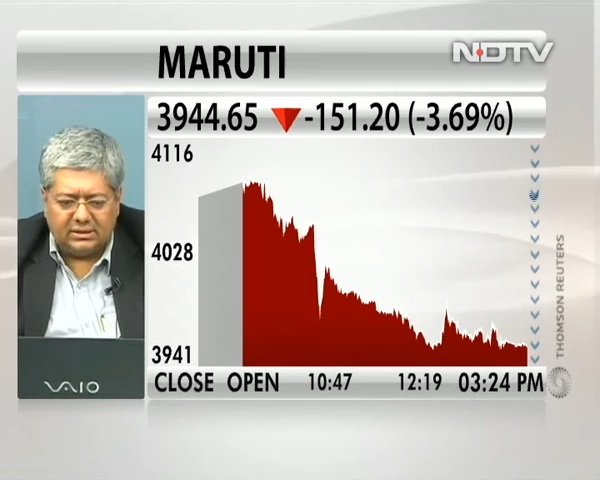 NDTV
MARUTI
3944.65 -151.20 (-3.69%)
4116
4028
3941
CLOSE OPEN 10:47 12:19 03:24 PM
THOMSON REUTERS
VAIO